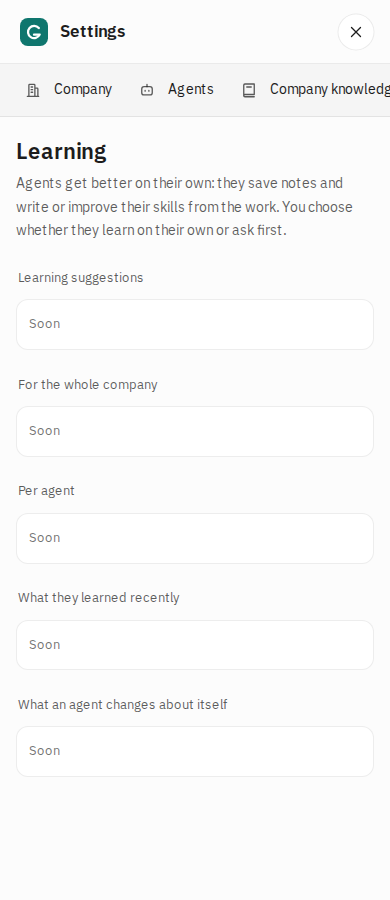 Settings
Company
Agents
Company knowledg
Learning
Agents get better on their own: they save notes and
write or improve their skills from the work. You choose
whether they learn on their own or ask first.
Learning suggestions
Soon
For the whole company
Soon
Per agent
Soon
What they learned recently
Soon
What an agent changes about itself
Soon